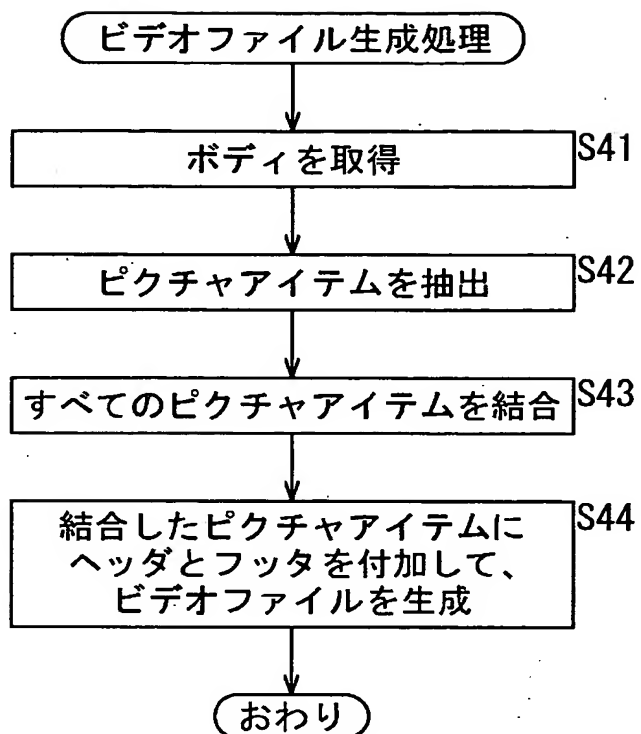 ビデオファイル生成処理
ボディを取得
S41
ピクチャアイテムを抽出
S42
すべてのピクチャアイテムを結合
S43
結合したピクチャアイテムに
ヘッダとフッタを付加して、
ビデオファイルを生成
S44
おわり